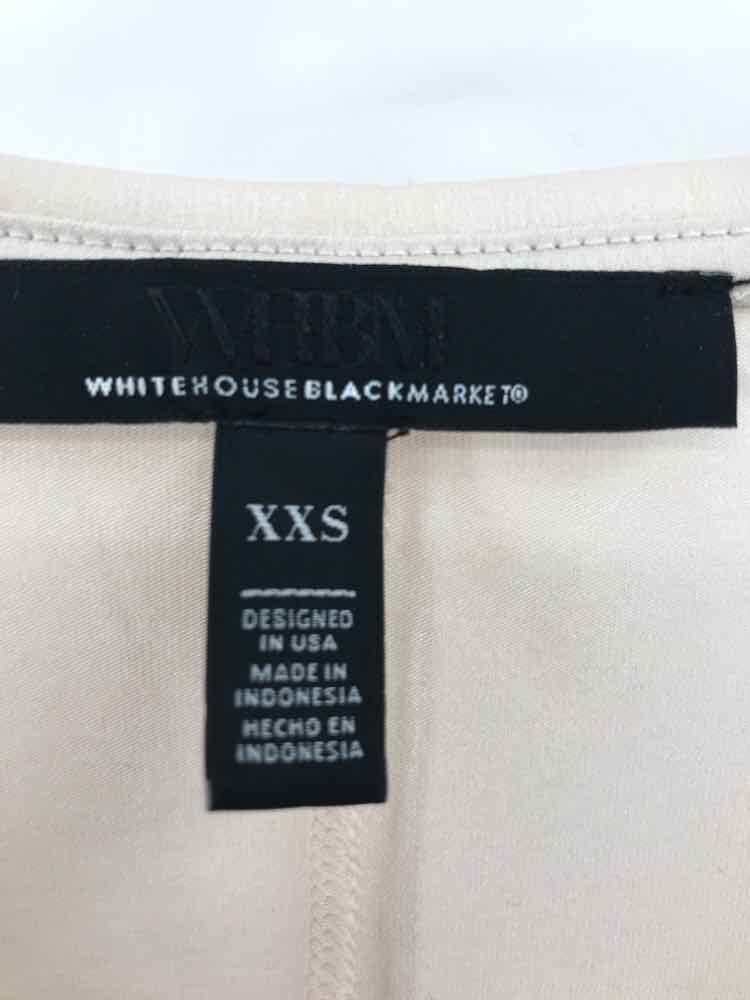 WHBM
WHITEHOUSEBLACKMARKET®
XXS
DESIGNED
IN USA
MADE IN
INDONESIA
HECHO EN
INDONESIA